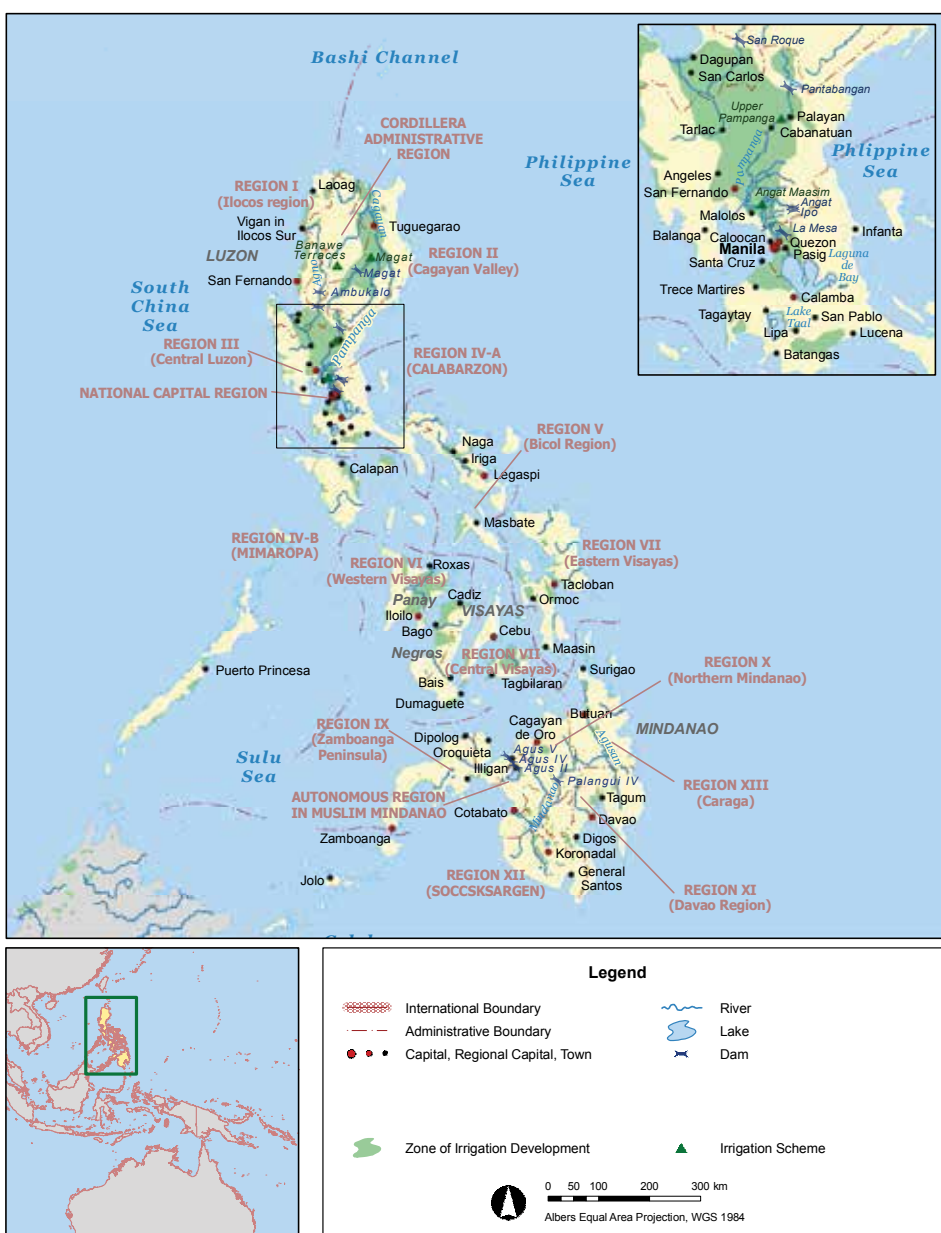 Bashi Channel
CORDILLERA
ADMINISTRATIVE
REGION
Philippine
Sea
REGION I
(Ilocos region)
Laoag
Cagayan
Vigan in
Ilocos Sur
Tuguegarao
Banawe
Terraces
LUZON
Magat
REGION II
(Cagayan Valley)
Magat
San Fernando
Agno
Ambukalo
South
China
Sea
Pampanga
REGION III
(Central Luzon)
REGION IV-A
(CALABARZON)
NATIONAL CAPITAL REGION
REGION V
(Bicol Region)
Naga
Iriga
Legaspi
Calapan
Masbate
REGION IV-B
(MIMAROPA)
REGION VII
(Eastern Visayas)
REGION VI
(Western Visayas)
Roxas
Tacloban
Panay
Cadiz
VISAYAS
Ormoc
Iloilo
Bago
Cebu
Maasin
Negros
REGION VII
(Central Visayas)
REGION X
(Northern Mindanao)
Surigao
Puerto Princesa
Bais
Tagbilaran
Dumaguete
Butuan
MINDANAO
REGION IX
(Zamboanga
Peninsula)
Cagayan
de Oro
Dipolog
Oroquieta
Agusan
Agus V
Agus IV
Agus II
Illigan
Sulu
Sea
Palangui IV
REGION XIII
(Caraga)
AUTONOMOUS REGION
IN MUSLIM MINDANAO
Tagum
Cotabato
Mindanao
Davao
Zamboanga
Digos
Koronadal
Jolo
REGION XII
(SOCCSKSARGEN)
General
Santos
REGION XI
(Davao Region)
San Roque
Dagupan
San Carlos
Pantabangan
Upper
Pampanga
Palayan
Tarlac
Cabanatuan
Phlippine
Sea
Pampanga
Angeles
San Fernando
Angat Maasim
Angat
Ipo
Malolos
La Mesa
Balanga
Caloocan
Infanta
Manila
Quezon
Pasig
Santa Cruz
Laguna
de
Bay
Trece Martires
Calamba
Tagaytay
Lake
Taal
San Pablo
Lipa
Lucena
Batangas
Legend
International Boundary
River
Administrative Boundary
Lake
Capital, Regional Capital, Town
Dam
Zone of Irrigation Development
Irrigation Scheme
0 50 100 200 300 km
Albers Equal Area Projection, WGS 1984